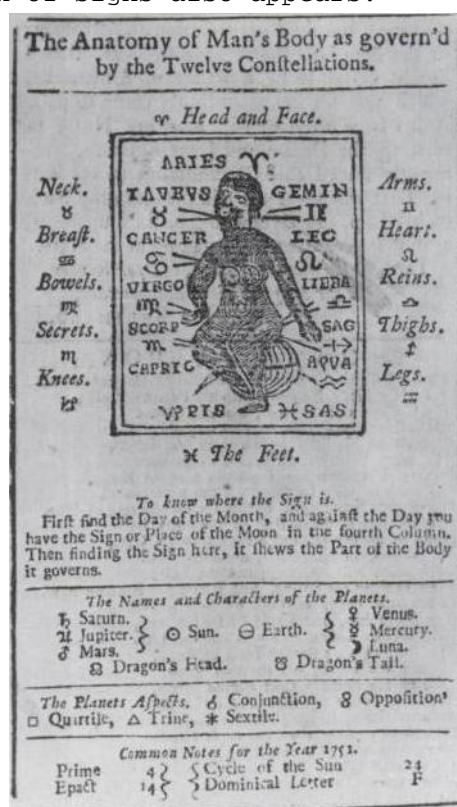 The Anatomy of Man's Body as govern'd
by the Twelve Conſtellations.
♈ Head and Face.
Neck.
♉
Breaſt.
♋
Bowels.
♍
Secrets.
♏
Knees.
♑
ARIES ♈
TAVRVS GEMIN
♉ ♊
CANCER LEO
♋ ♌
VIRGO LIBRA
♍ ♎
SCORP SAG
♏ ♐
CAPRIC AQVA
♒
♑ PIS ♓ SAS
Arms.
♊
Heart.
♌
Reins.
♎
Thighs.
♐
Legs.
♒
♓ The Feet.
To know where the Sign is.
Firſt find the Day of the Month, and againſt the Day you
have the Sign or Place of the Moon in the fourth Column.
Then finding the Sign here, it ſhews the Part of the Body
it governs.
The Names and Characters of the Planets.
♄ Saturn. ♀ Venus.
♃ Jupiter. ☉ Sun. ⊖ Earth. ☿ Mercury.
♂ Mars. ☽ Luna.
☊ Dragon's Head. ☋ Dragon's Tail.
The Planets Aſpects. ☌ Conjunction, ☍ Oppoſition'
□ Quartile, △ Trine, ✶ Sextile.
Common Notes for the Year 1752.
Prime 4 } { Cycle of the Sun 24
Epact 14 } { Dominical Letter F